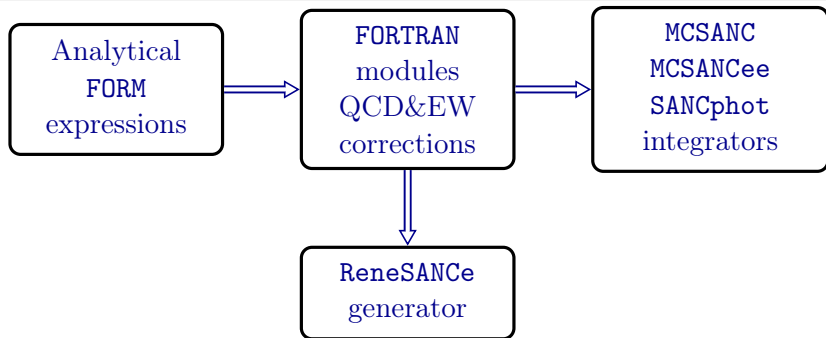 Analytical
FORM
expressions
FORTRAN
modules
QCD&EW
corrections
MCSANC
MCSANCee
SANCphot
integrators
ReneSANCe
generator